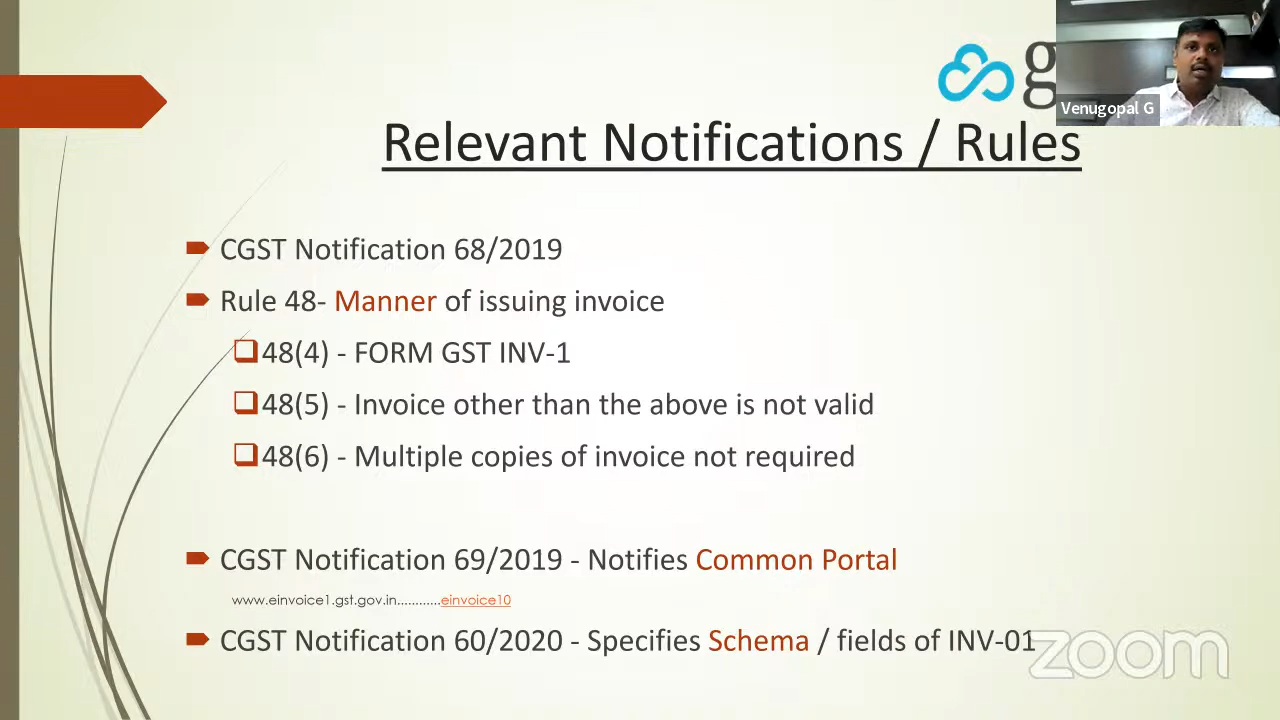 g
Venugopal G
Relevant Notifications / Rules
CGST Notification 68/2019
Rule 48- Manner of issuing invoice
48(4) - FORM GST INV-1
48(5) - Invoice other than the above is not valid
48(6) - Multiple copies of invoice not required
CGST Notification 69/2019 - Notifies Common Portal
www.einvoice1.gst.gov.in............einvoice10
CGST Notification 60/2020 - Specifies Schema / fields of INV-01
zoom